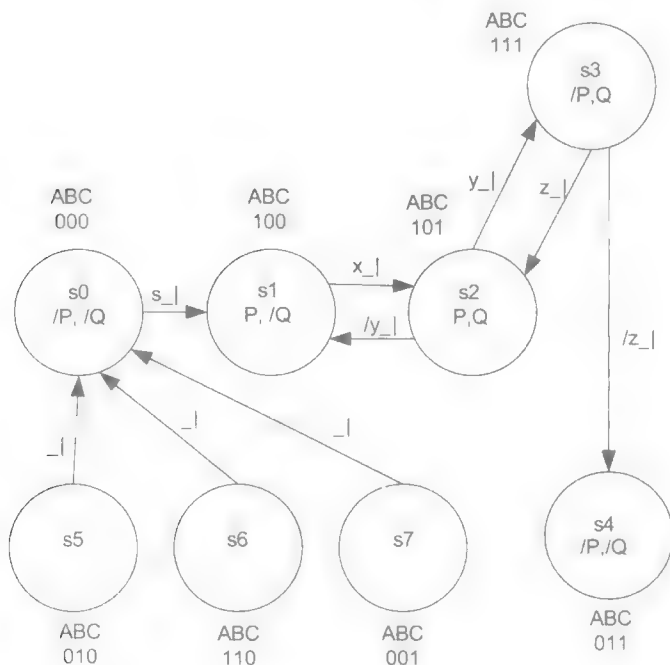 ABC
111
s3
/P,Q
ABC
000
ABC
100
ABC
101
y_|
z_|
s0
/P, /Q
s_|
s1
P, /Q
x_|
/y_|
s2
P,Q
/z_|
_|
_|
_|
s5
s6
s7
s4
/P,/Q
ABC
010
ABC
110
ABC
001
ABC
011